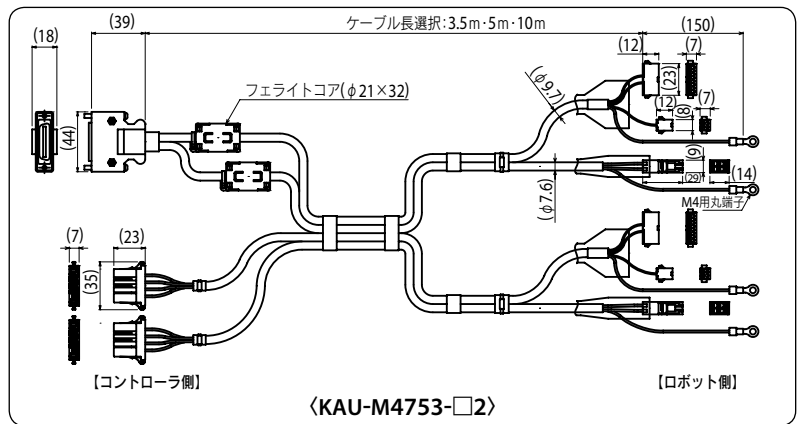 (18)
(39)
ケーブル長選択:3.5m･5m･10m
(150)
(12)
(7)
フェライトコア(φ21×32)
(φ9.7)
(23)
(12)
(8)
(7)
(44)
(9)
(29)
(14)
M4用丸端子
(φ7.6)
(7)
(23)
(35)
【コントローラ側】
【ロボット側】
〈KAU-M4753-□2〉